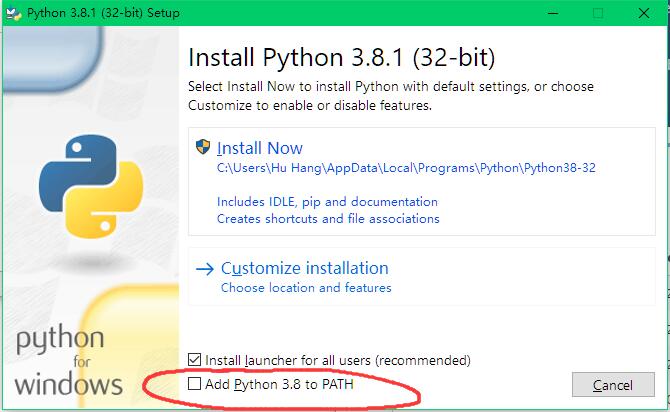 Python 3.8.1 (32-bit) Setup
Install Python 3.8.1 (32-bit)
Select Install Now to install Python with default settings, or choose
Customize to enable or disable features.
Install Now
C:\Users\Hu Hang\AppData\Local\Programs\Python\Python38-32
Includes IDLE, pip and documentation
Creates shortcuts and file associations
Customize installation
Choose location and features
python
for
windows
Install launcher for all users (recommended)
Add Python 3.8 to PATH
Cancel